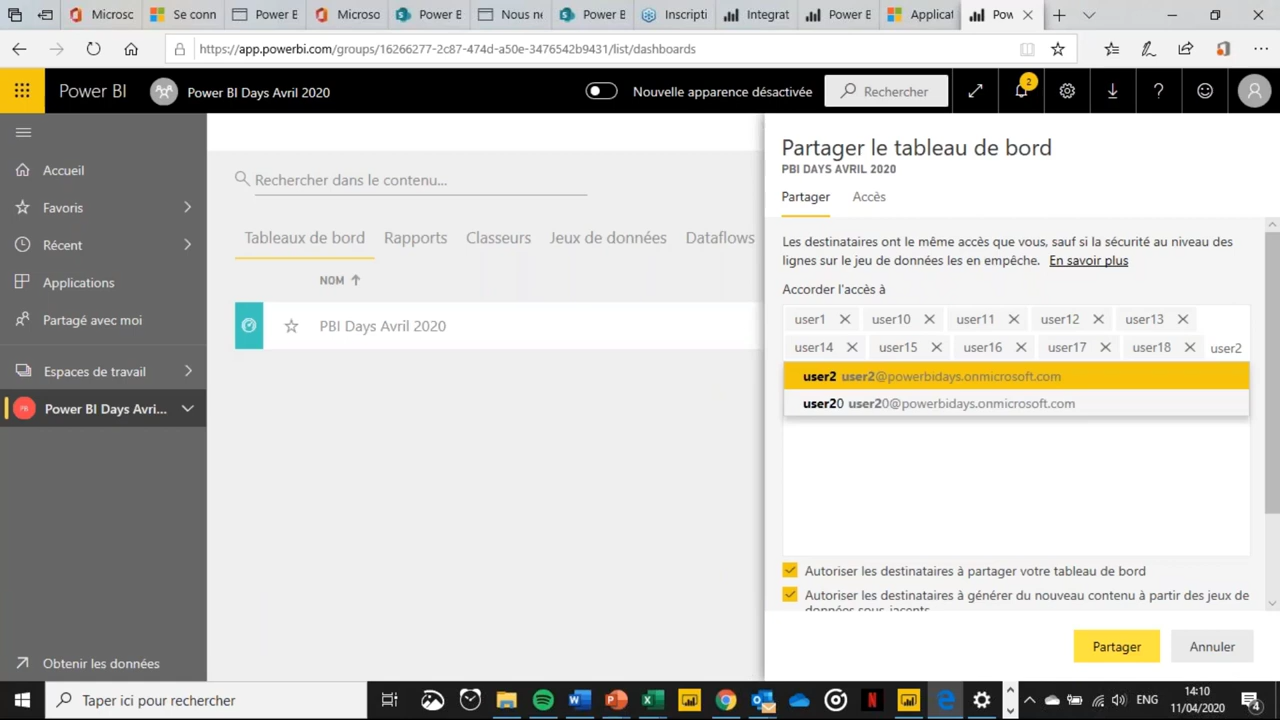 Microsc
Se conn
Power B
Microso
Power B
Nous ne
Power B
Inscripti
Integrat
Power B
Applicat
Pow
https://app.powerbi.com/groups/16266277-2c87-474d-a50e-3476542b9431/list/dashboards
Power BI
Power BI Days Avril 2020
Nouvelle apparence désactivée
Rechercher
2
Accueil
Favoris
Récent
Applications
Partagé avec moi
Espaces de travail
PB
Power BI Days Avri...
Obtenir les données
Rechercher dans le contenu...
Tableaux de bord
Rapports
Classeurs
Jeux de données
Dataflows
NOM
PBI Days Avril 2020
Partager le tableau de bord
PBI DAYS AVRIL 2020
Partager
Accès
Les destinataires ont le même accès que vous, sauf si la sécurité au niveau des
lignes sur le jeu de données les en empêche. En savoir plus
Accorder l'accès à
user1 user10 user11 user12 user13
user14 user15 user16 user17 user18 user2
user2 user2@powerbidays.onmicrosoft.com
user20 user20@powerbidays.onmicrosoft.com
Autoriser les destinataires à partager votre tableau de bord
Autoriser les destinataires à générer du nouveau contenu à partir des jeux de
données sous-jacents
Partager
Annuler
Taper ici pour rechercher
ENG
14:10
11/04/2020
4